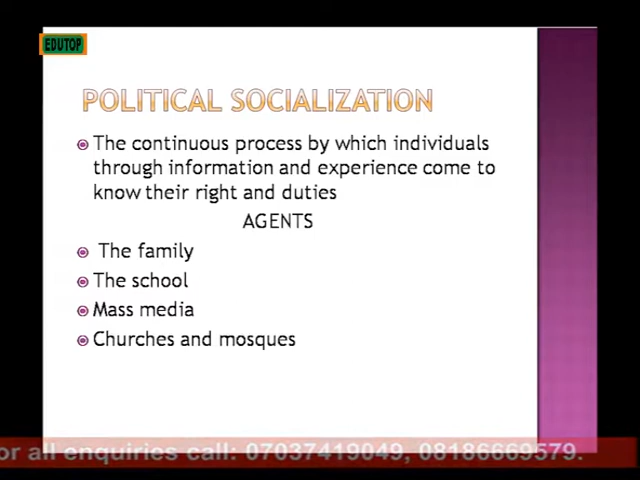 EDUTOP
POLITICAL SOCIALIZATION
The continuous process by which individuals
through information and experience come to
know their right and duties
AGENTS
The family
The school
Mass media
Churches and mosques
or all enquiries call: 07037419049, 08186669579.